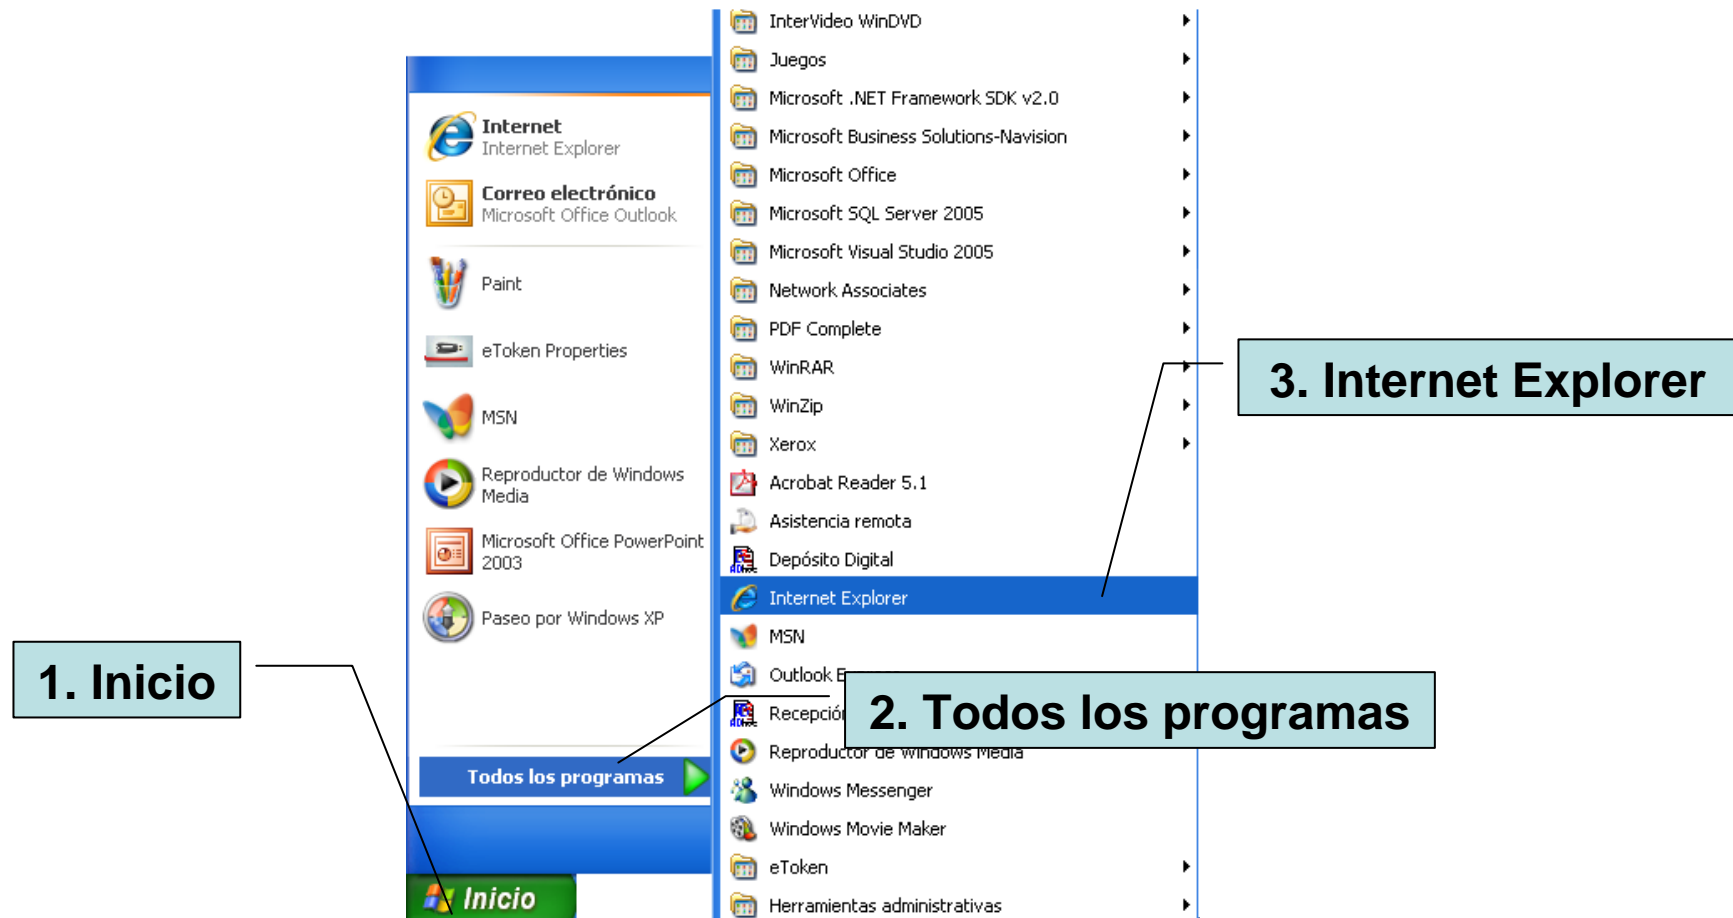 Internet
Internet Explorer
Correo electrónico
Microsoft Office Outlook
Paint
eToken Properties
MSN
Reproductor de Windows
Media
Microsoft Office PowerPoint
2003
Paseo por Windows XP
Todos los programas
Inicio
InterVideo WinDVD
Juegos
Microsoft .NET Framework SDK v2.0
Microsoft Business Solutions-Navision
Microsoft Office
Microsoft SQL Server 2005
Microsoft Visual Studio 2005
Network Associates
PDF Complete
WinRAR
WinZip
Xerox
Acrobat Reader 5.1
Asistencia remota
Depósito Digital
Internet Explorer
MSN
Outlook
Recepción
Reproductor de Windows Media
Windows Messenger
Windows Movie Maker
eToken
Herramientas administrativas
1. Inicio
2. Todos los programas
3. Internet Explorer